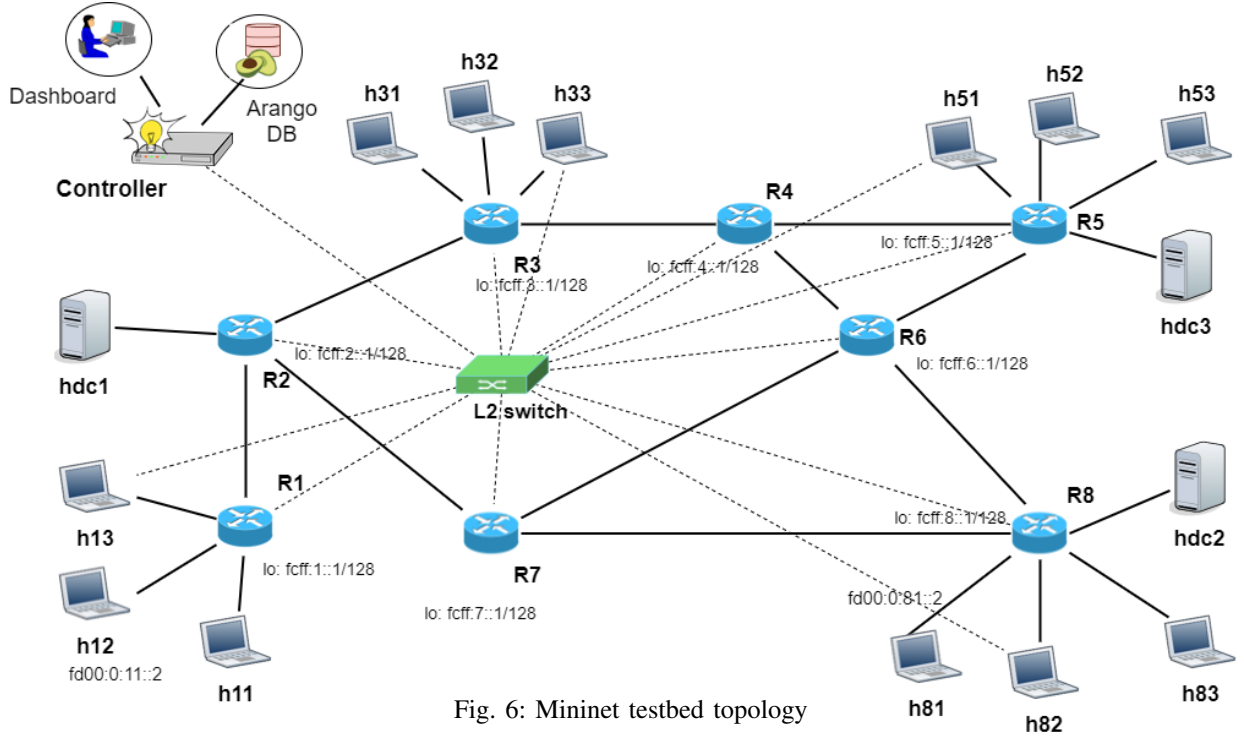 Dashboard
Arango
DB
Controller
h31
h32
h33
h51
h52
h53
R3
lo: fcff:3::1/128
R4
lo: fcff:4::1/128
R5
lo: fcff:5::1/128
hdc3
hdc1
R2
lo: fcff:2::1/128
L2 switch
R6
lo: fcff:6::1/128
h13
R1
lo: fcff:1::1/128
h12
fd00:0:11::2
h11
R7
lo: fcff:7::1/128
R8
lo: fcff:8::1/128
hdc2
fd00:0:81::2
h81
h82
h83
Fig. 6: Mininet testbed topology